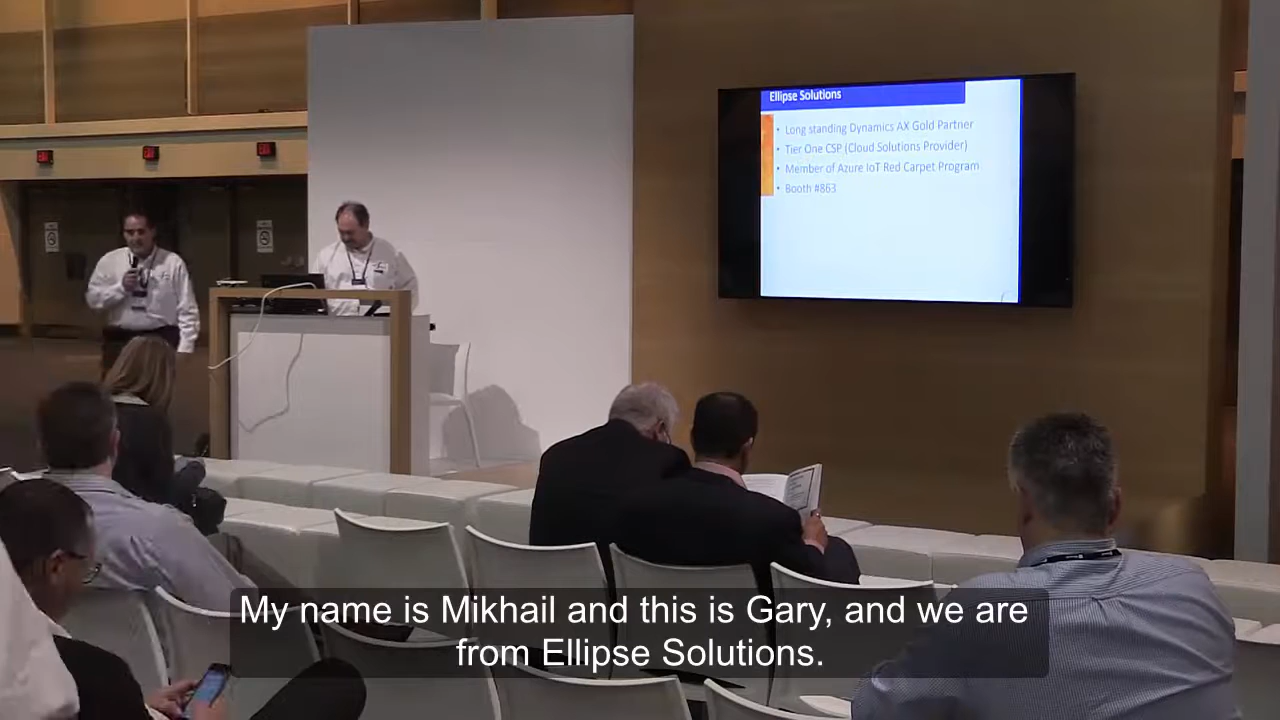 Ellipse Solutions
• Long standing Dynamics AX Gold Partner
• Tier One CSP (Cloud Solutions Provider)
• Member of Azure IoT Red Carpet Program
• Booth #863
My name is Mikhail and this is Gary, and we are
from Ellipse Solutions.